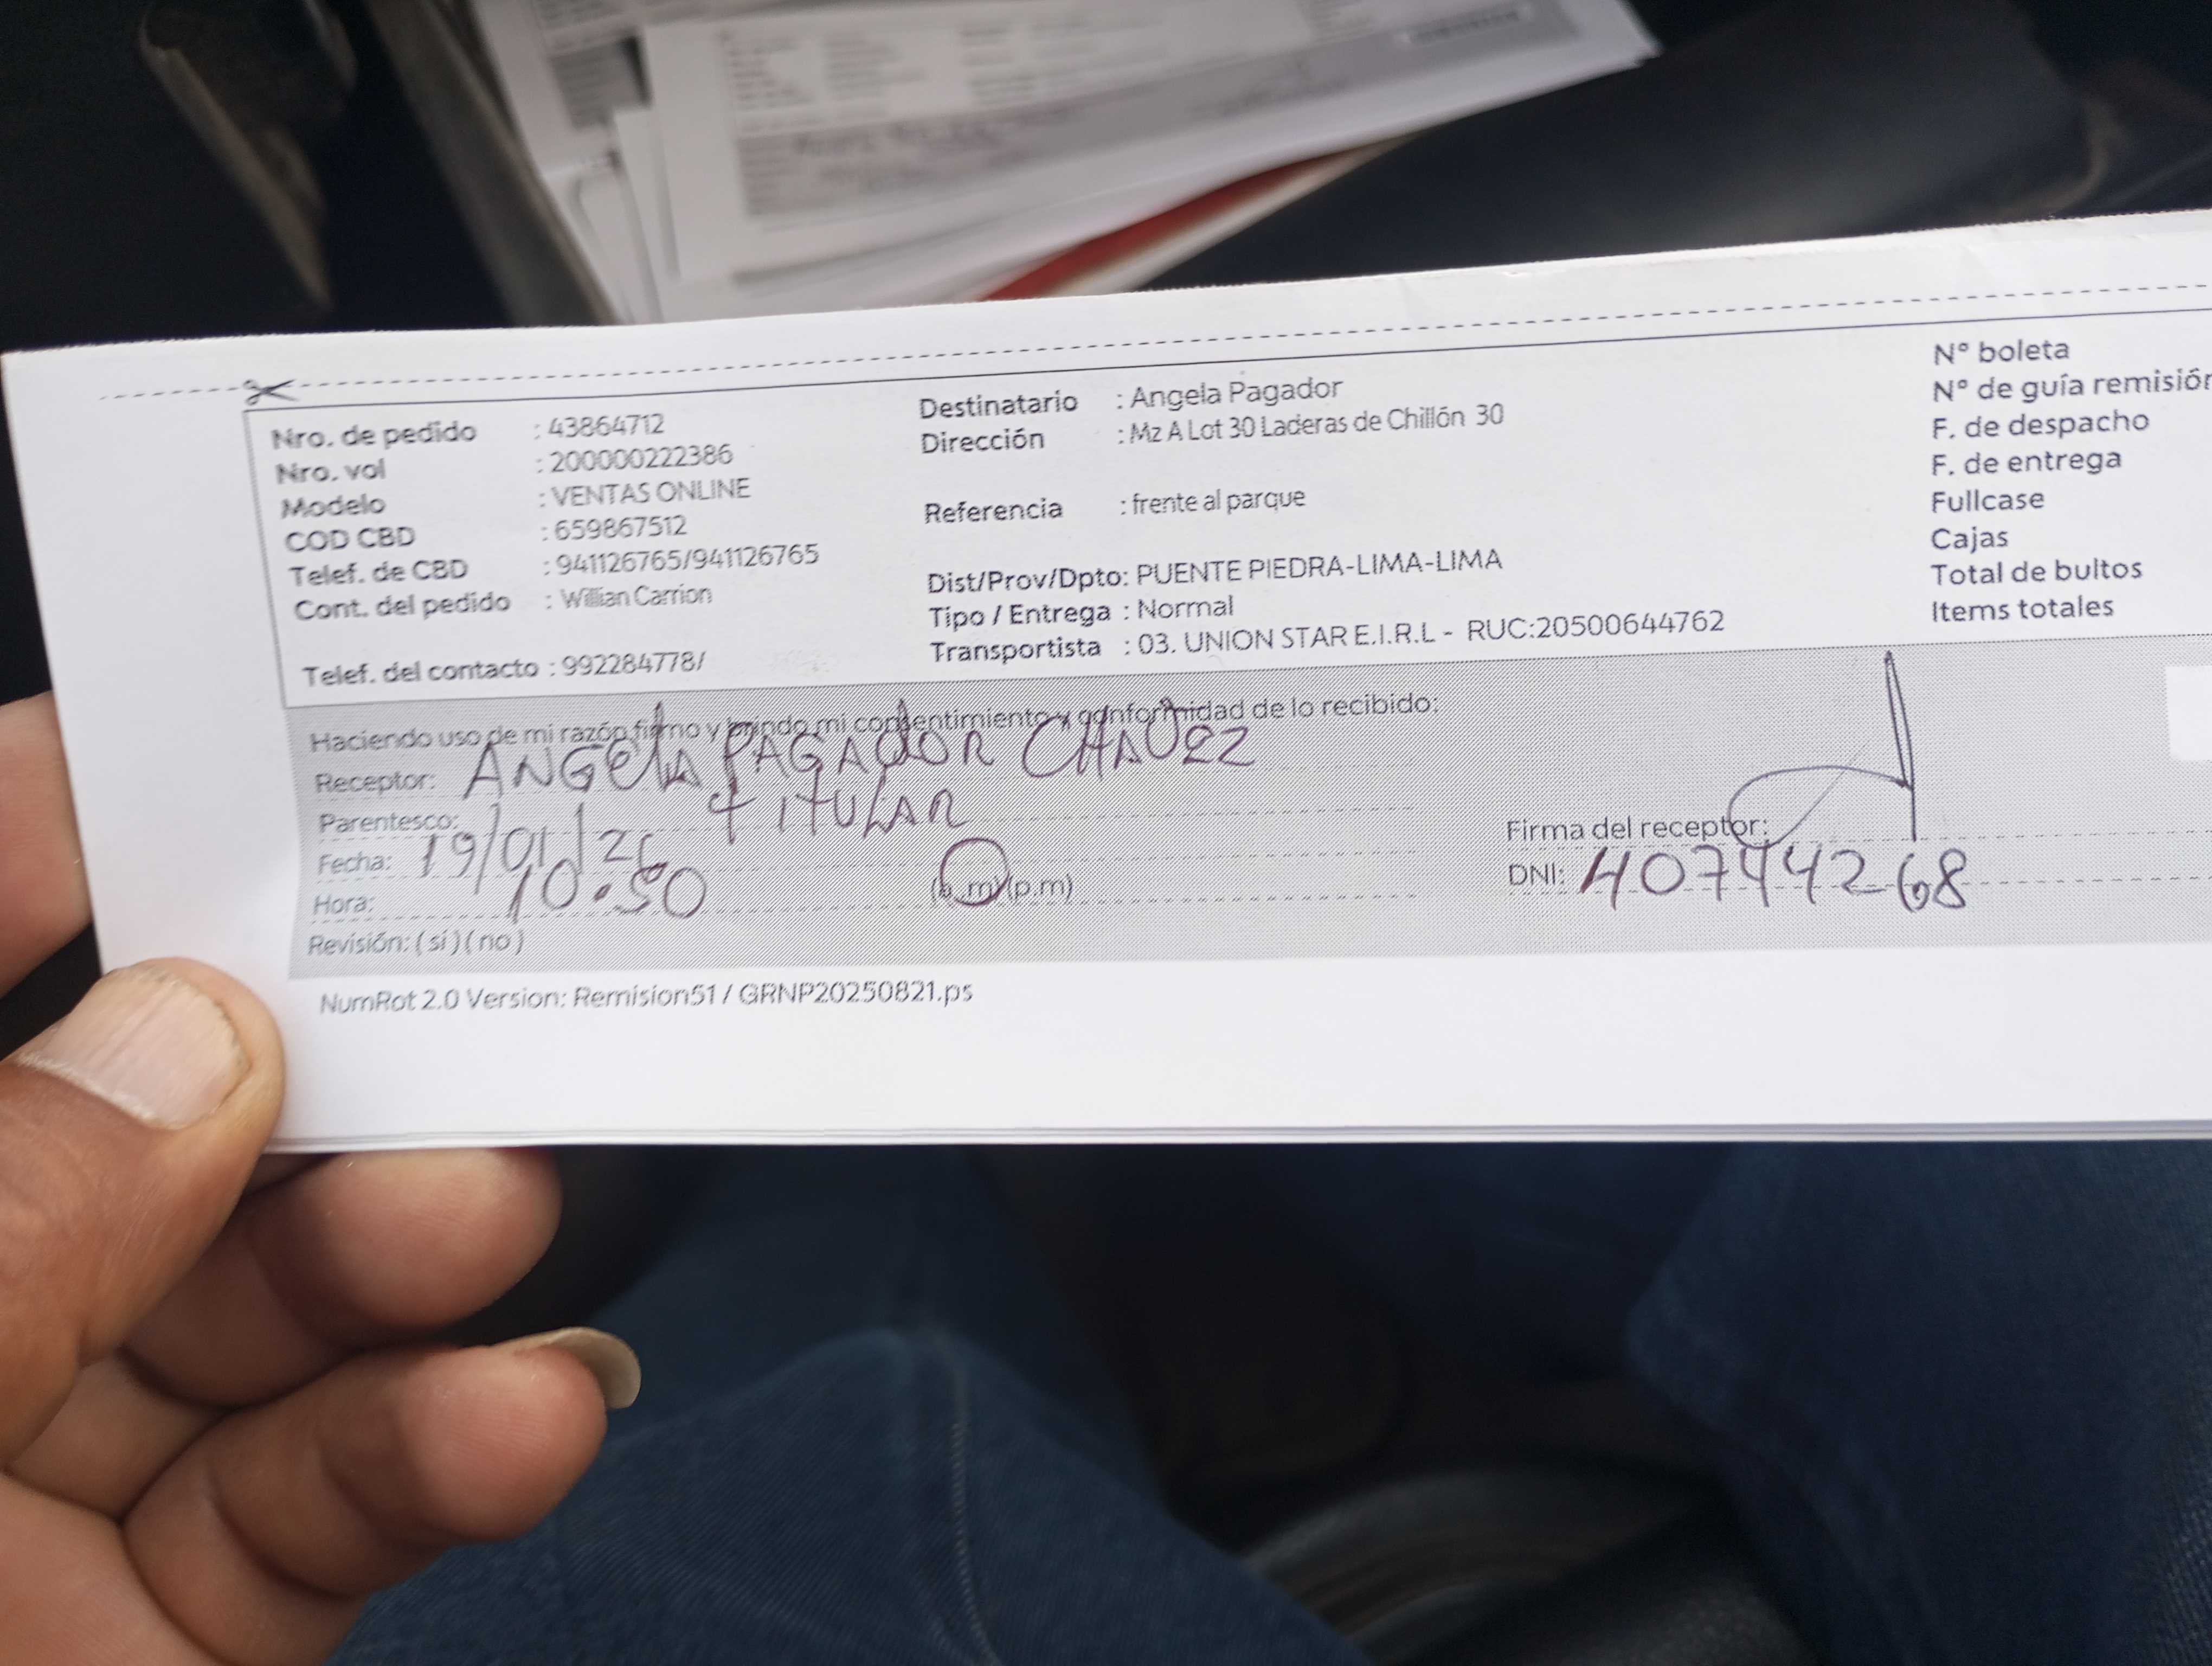 Nro. de pedido : 43864712
Nro. vol : 200000222386
Modelo : VENTAS ONLINE
COD CBD : 659867512
Telef. de CBD : 941126765/941126765
Cont. del pedido : Willian Carrion
Telef. del contacto : 992284778/
Destinatario : Angela Pagador
Dirección : Mz A Lot 30 Laderas de Chillón 30
Referencia : frente al parque
Dist/Prov/Dpto: PUENTE PIEDRA-LIMA-LIMA
Tipo / Entrega : Normal
Transportista : 03. UNION STAR E.I.R.L - RUC:20500644762
N° boleta
N° de guía remisión
F. de despacho
F. de entrega
Fullcase
Cajas
Total de bultos
Items totales
Haciendo uso de mi razón firmo y brindo mi consentimiento y conformidad de lo recibido:
Receptor: ANGELA PAGADOR CHAVEZ
Parentesco: TITULAR
Fecha: 19/01/26
Hora: 10.50 (a.m)(p.m)
Revisión: (si) (no)
Firma del receptor:
DNI: 40744268
NumRot 2.0 Version: Remision51 / GRNP20250821.ps